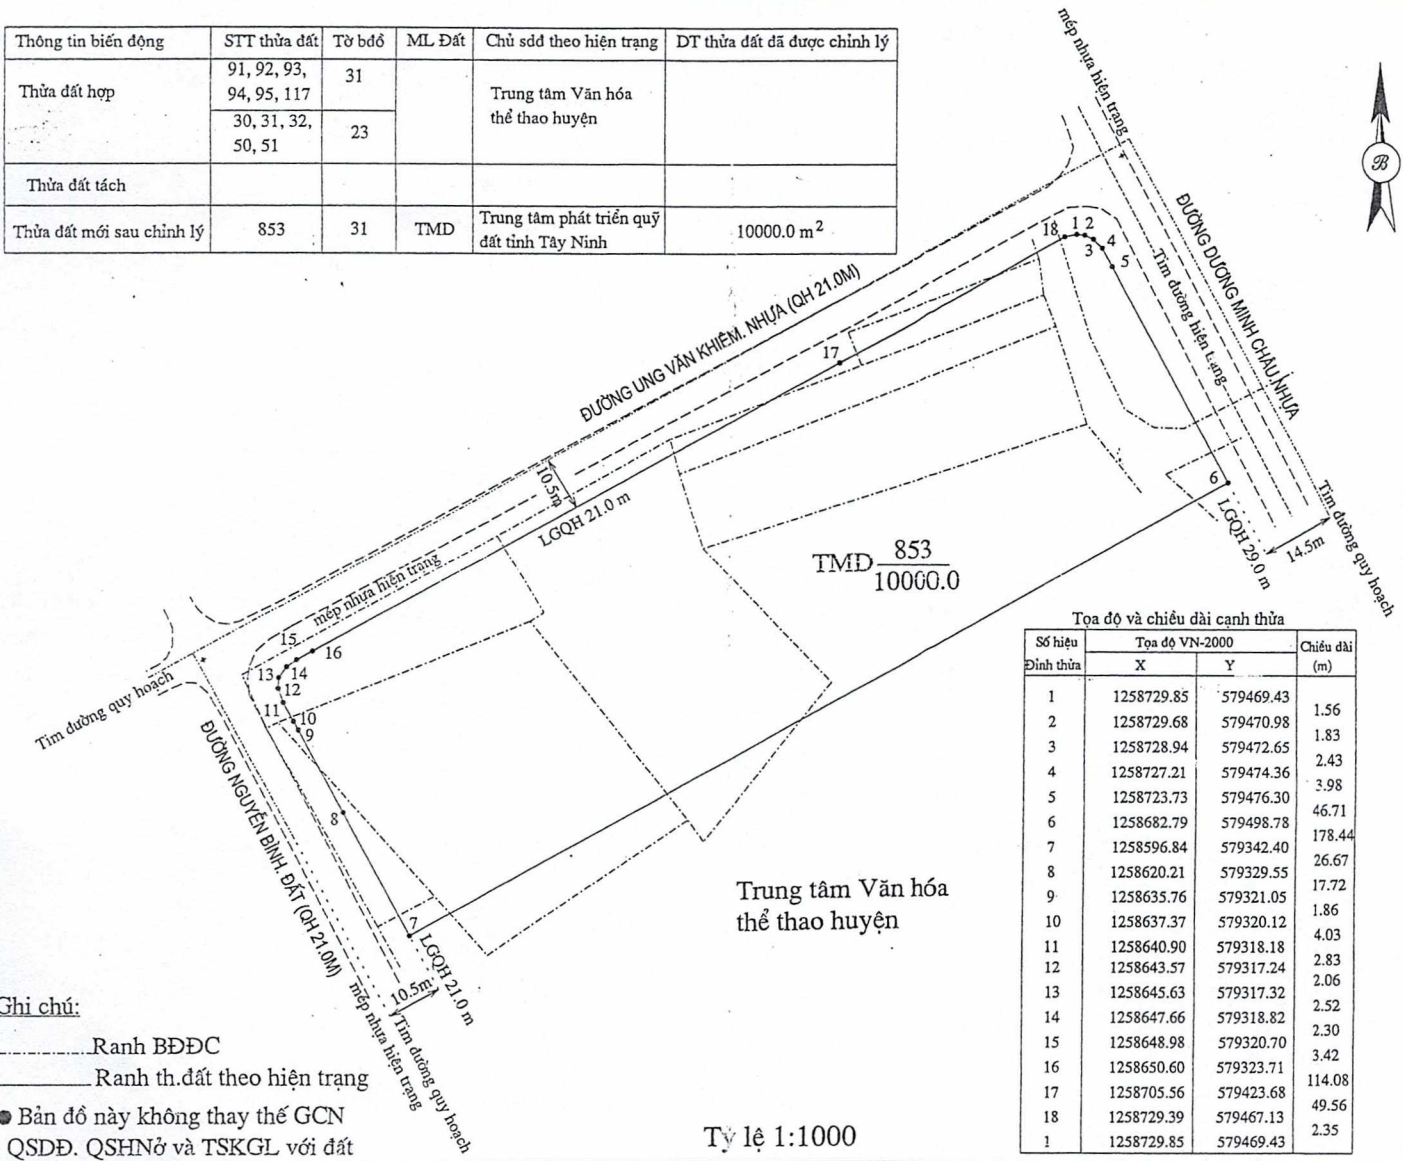 Thông tin biến động | STT thửa đất | Tờ bđồ | ML Đất | Chủ sdđ theo hiện trạng | DT thửa đất đã được chỉnh lý
Thửa đất hợp | 91, 92, 93, 94, 95, 117 | 31 | Trung tâm Văn hóa thể thao huyện
30, 31, 32, 50, 51 | 23
Thửa đất tách
Thửa đất mới sau chỉnh lý | 853 | 31 | TMD | Trung tâm phát triển quỹ đất tỉnh Tây Ninh | 10000.0 m²
mép nhựa hiện trạng
B
ĐƯỜNG DƯƠNG MINH CHÂU, NHỰA
Tim đường hiện trạng
ĐƯỜNG UNG VĂN KHIÊM. NHỰA (QH 21.0M)
18
1
2
3
4
5
17
6
10.5m
LGQH 21.0 m
LGQH 29.0 m
14.5m
Tim đường quy hoạch
TMD 853
10000.0
mép nhựa hiện trạng
15
16
13
14
12
11
10
9
8
7
Tim đường quy hoạch
ĐƯỜNG NGUYỄN BÌNH. ĐẤT (QH 21.0M)
LGQH 21.0 m
10.5m
mép nhựa hiện trạng
Tim đường quy hoạch
Trung tâm Văn hóa
thể thao huyện
Tọa độ và chiều dài cạnh thửa
Số hiệu | Tọa độ VN-2000 | Chiều dài
Đỉnh thửa | X | Y | (m)
1 | 1258729.85 | 579469.43
1.56
2 | 1258729.68 | 579470.98
1.83
3 | 1258728.94 | 579472.65
2.43
4 | 1258727.21 | 579474.36
3.98
5 | 1258723.73 | 579476.30
46.71
6 | 1258682.79 | 579498.78
178.44
7 | 1258596.84 | 579342.40
26.67
8 | 1258620.21 | 579329.55
17.72
9 | 1258635.76 | 579321.05
1.86
10 | 1258637.37 | 579320.12
4.03
11 | 1258640.90 | 579318.18
2.83
12 | 1258643.57 | 579317.24
2.06
13 | 1258645.63 | 579317.32
2.52
14 | 1258647.66 | 579318.82
2.30
15 | 1258648.98 | 579320.70
3.42
16 | 1258650.60 | 579323.71
114.08
17 | 1258705.56 | 579423.68
49.56
18 | 1258729.39 | 579467.13
2.35
1 | 1258729.85 | 579469.43
Ghi chú:
Ranh BĐĐC
Ranh th.đất theo hiện trạng
Bản đồ này không thay thế GCN
QSDĐ. QSHNở và TSKGL với đất
Tỷ lệ 1:1000